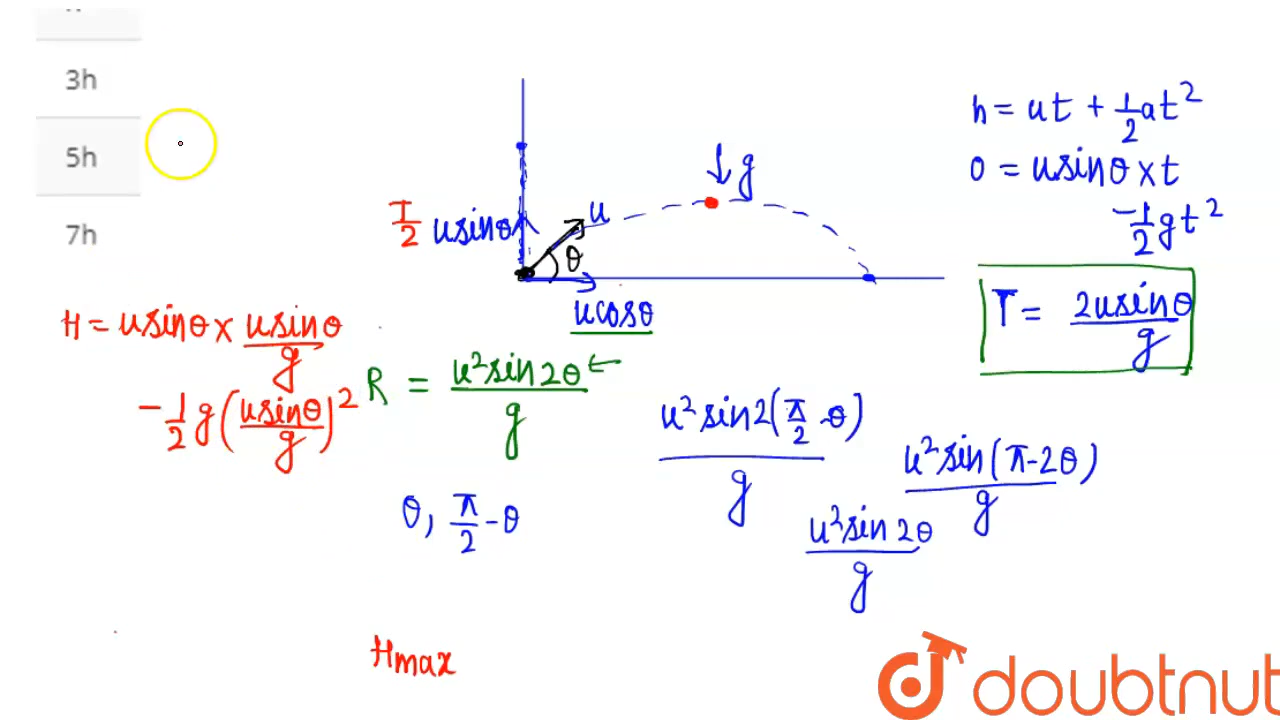 3h
5h
7h
h = ut + 1/2 at²
0 = usinθ × t
-1/2 gt²
T = 2usinθ/g
↓ g
T/2 usinθ
u
θ
ucosθ
H = usinθ × usinθ/g
-1/2 g(usinθ/g)²
R = u²sin2θ/g ←
u²sin2(π/2 - θ)/g
u²sin(π-2θ)/g
u²sin2θ/g
θ, π/2 - θ
Hmax
doubtnut